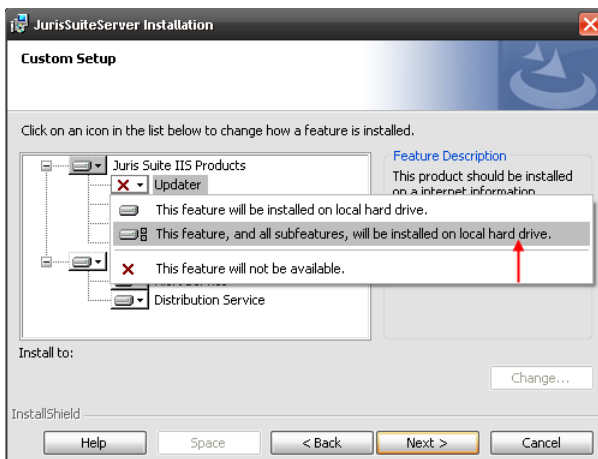 JurisSuiteServer Installation
Custom Setup
Click on an icon in the list below to change how a feature is installed.
Juris Suite IIS Products
Updater
Feature Description
This product should be installed
on a internet information
This feature will be installed on local hard drive.
This feature, and all subfeatures, will be installed on local hard drive.
This feature will not be available.
Distribution Service
Install to:
Change...
InstallShield
Help
Space
< Back
Next >
Cancel